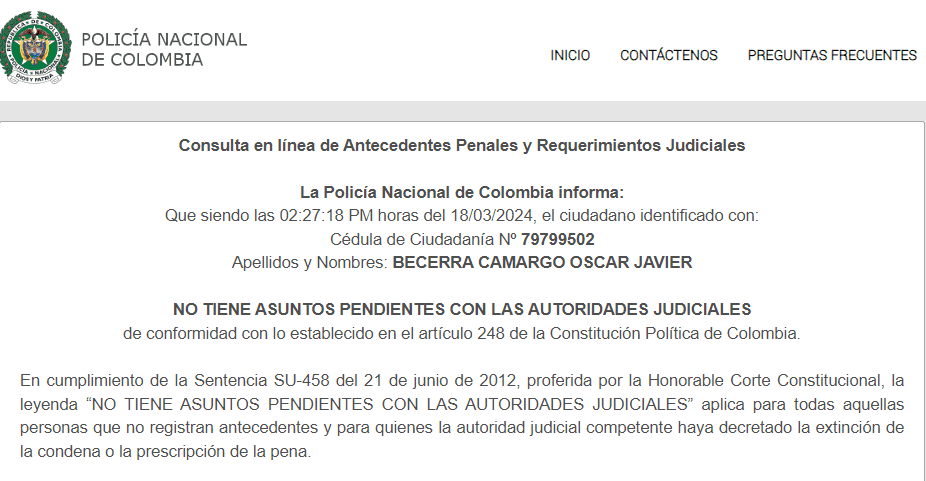 POLICÍA NACIONAL
DE COLOMBIA
INICIO CONTÁCTENOS PREGUNTAS FRECUENTES
Consulta en línea de Antecedentes Penales y Requerimientos Judiciales
La Policía Nacional de Colombia informa:
Que siendo las 02:27:18 PM horas del 18/03/2024, el ciudadano identificado con:
Cédula de Ciudadanía Nº 79799502
Apellidos y Nombres: BECERRA CAMARGO OSCAR JAVIER
NO TIENE ASUNTOS PENDIENTES CON LAS AUTORIDADES JUDICIALES
de conformidad con lo establecido en el artículo 248 de la Constitución Política de Colombia.
En cumplimiento de la Sentencia SU-458 del 21 de junio de 2012, proferida por la Honorable Corte Constitucional, la
leyenda “NO TIENE ASUNTOS PENDIENTES CON LAS AUTORIDADES JUDICIALES” aplica para todas aquellas
personas que no registran antecedentes y para quienes la autoridad judicial competente haya decretado la extinción de
la condena o la prescripción de la pena.